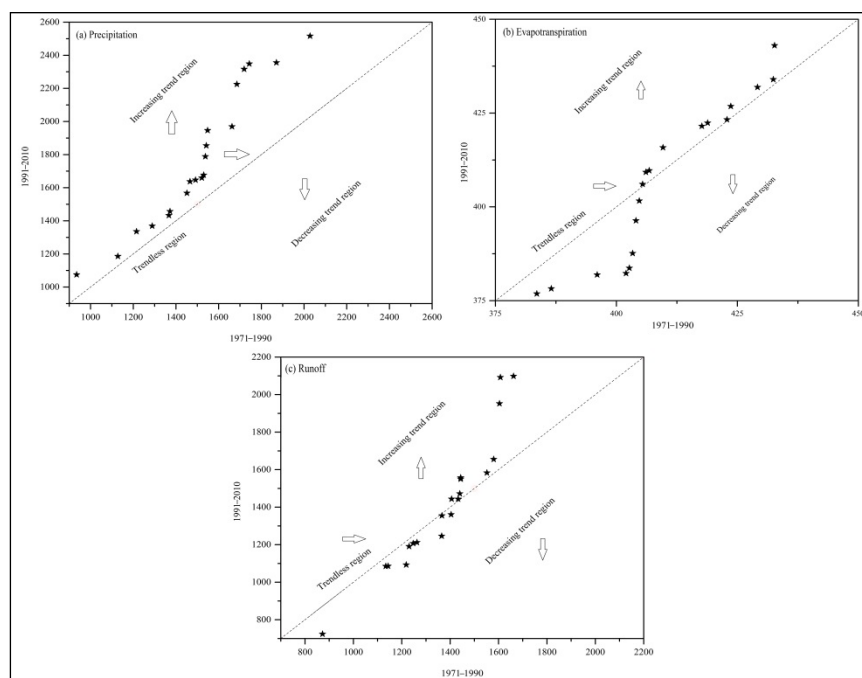 (a) Precipitation
2600
2400
2200
2000
1800
1600
1400
1200
1000
1991–2010
Increasing trend region
Trendless region
Decreasing trend region
1000 1200 1400 1600 1800 2000 2200 2400 2600
1971–1990
(b) Evapotranspiration
450
425
400
375
1991–2010
Increasing trend region
Trendless region
Decreasing trend region
375 400 425 450
1971–1990
(c) Runoff
2200
2000
1800
1600
1400
1200
1000
800
1991–2010
Increasing trend region
Trendless region
Decreasing trend region
1000 1200 1400 1600 1800 2000 2200
1971–1990